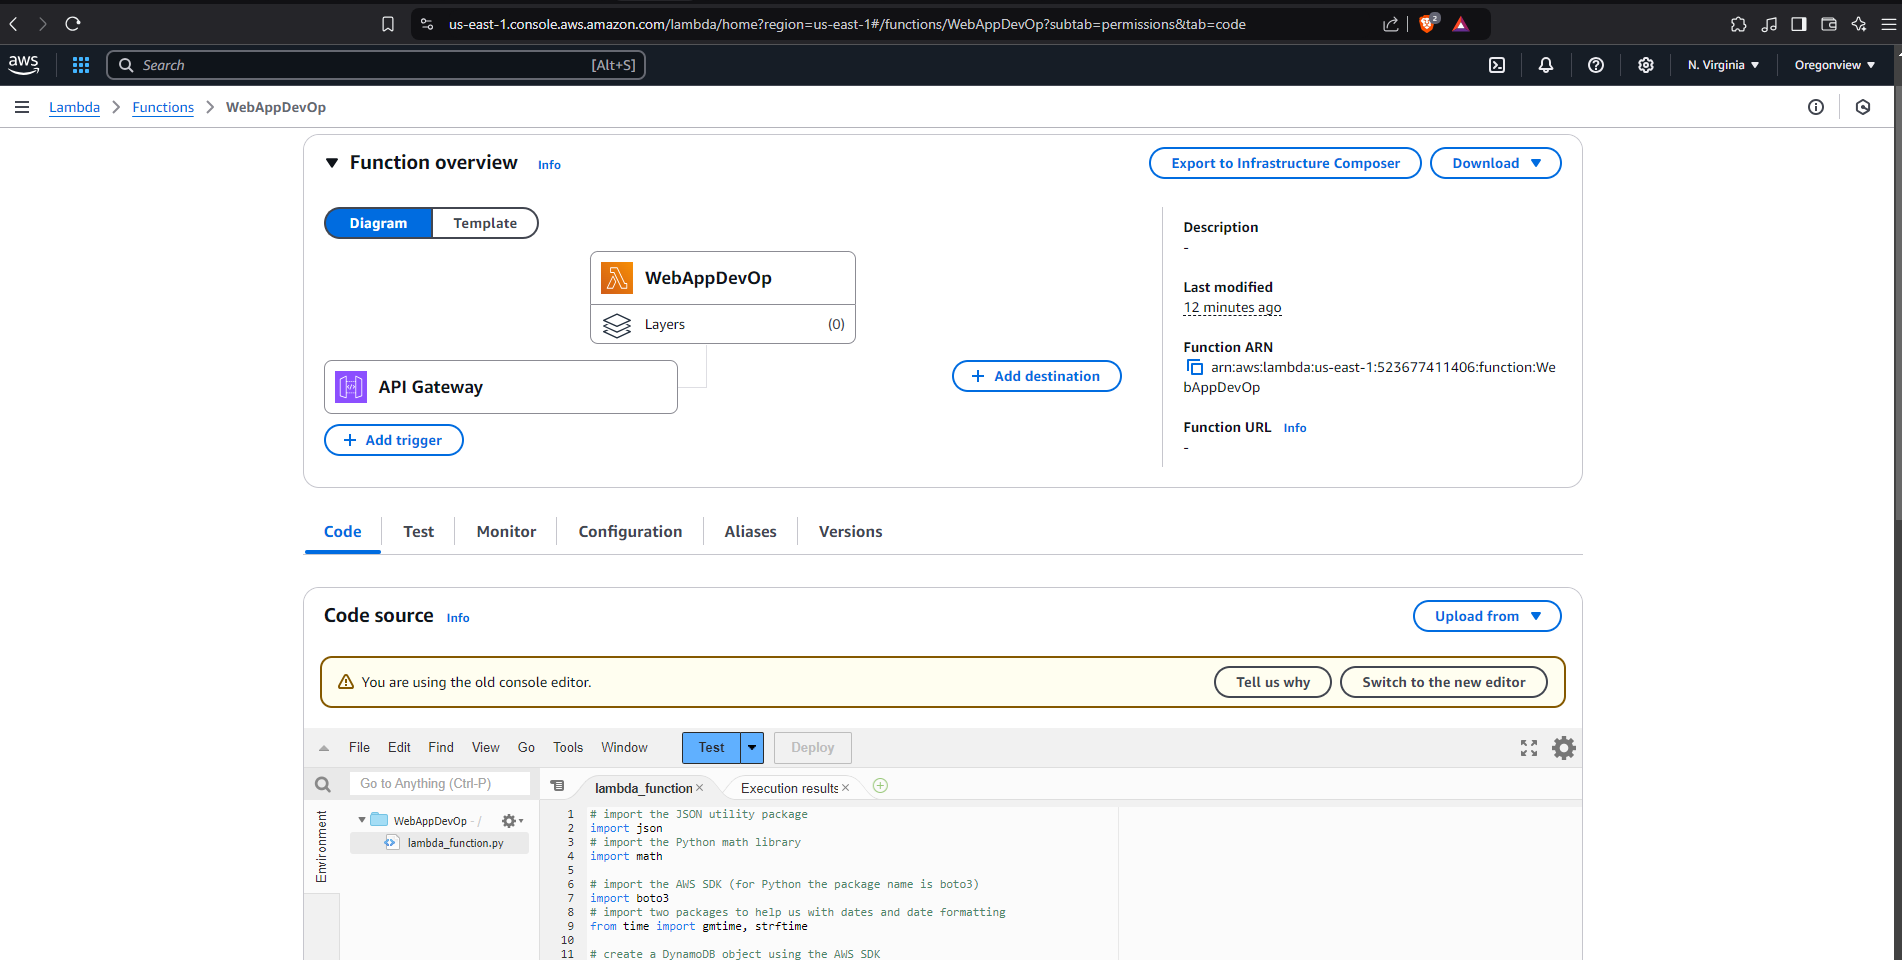 us-east-1.console.aws.amazon.com/lambda/home?region=us-east-1#/functions/WebAppDevOp?subtab=permissions&tab=code
2
aws
Search
[Alt+S]
N. Virginia
Oregonview
Lambda
Functions
WebAppDevOp
Function overview
Info
Export to Infrastructure Composer
Download
Diagram
Template
WebAppDevOp
Layers
(0)
API Gateway
Add destination
Add trigger
Description
-
Last modified
12 minutes ago
Function ARN
arn:aws:lambda:us-east-1:523677411406:function:We
bAppDevOp
Function URL Info
-
Code
Test
Monitor
Configuration
Aliases
Versions
Code source
Info
Upload from
You are using the old console editor.
Tell us why
Switch to the new editor
File
Edit
Find
View
Go
Tools
Window
Test
Deploy
Go to Anything (Ctrl-P)
lambda_function
Execution results
Environment
WebAppDevOp - /
lambda_function.py
1 # import the JSON utility package
2 import json
3 # import the Python math library
4 import math
5
6 # import the AWS SDK (for Python the package name is boto3)
7 import boto3
8 # import two packages to help us with dates and date formatting
9 from time import gmtime, strftime
10
11 # create a DynamoDB object using the AWS SDK